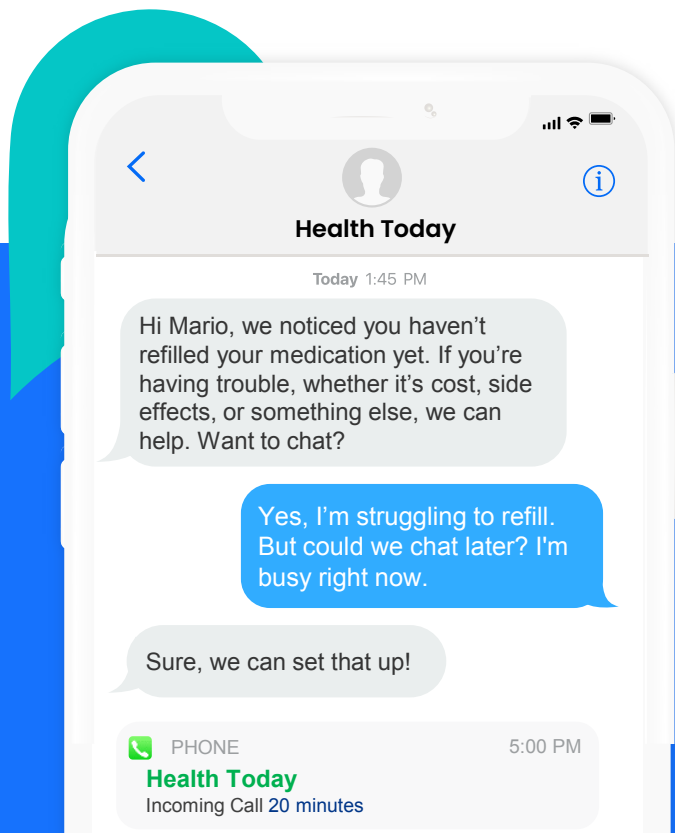 Health Today
Today 1:45 PM
Hi Mario, we noticed you haven’t
refilled your medication yet. If you’re
having trouble, whether it’s cost, side
effects, or something else, we can
help. Want to chat?
Yes, I’m struggling to refill.
But could we chat later? I'm
busy right now.
Sure, we can set that up!
PHONE 5:00 PM
Health Today
Incoming Call 20 minutes